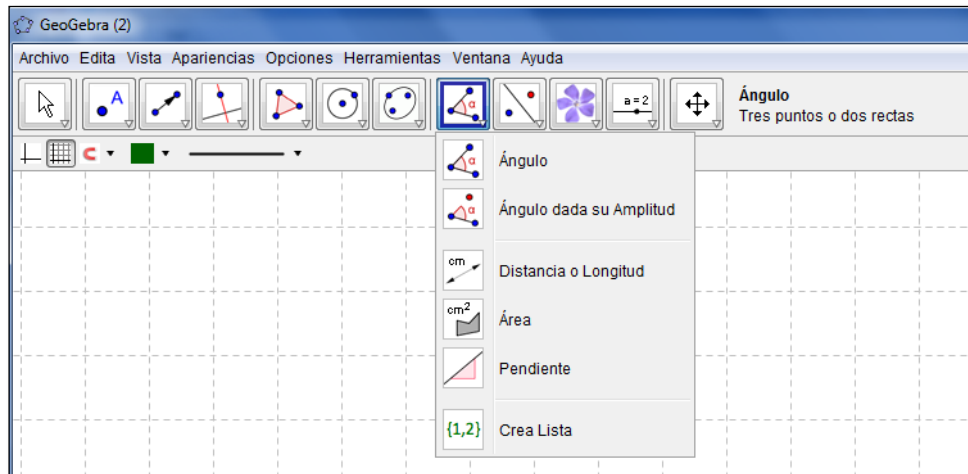 GeoGebra (2)
Archivo Edita Vista Apariencias Opciones Herramientas Ventana Ayuda
A
α
a=2
Ángulo
Tres puntos o dos rectas
α
Ángulo
α
Ángulo dada su Amplitud
cm
Distancia o Longitud
cm²
Área
Pendiente
{1,2}
Crea Lista